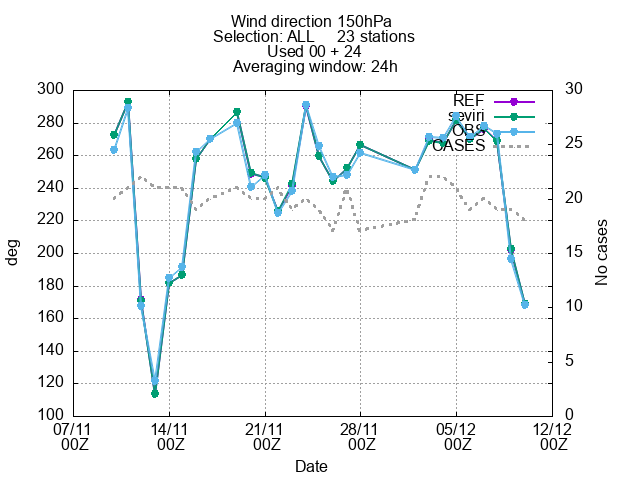 Wind direction 150hPa
Selection: ALL 23 stations
Used 00 + 24
Averaging window: 24h
300 30
REF
280 seviri
OBS 25
260 CASES
240 20
220
200 15
180
160 10
140 5
120
100 0
deg
No cases
07/11 14/11 21/11 28/11 05/12 12/12
00Z 00Z 00Z 00Z 00Z 00Z
Date